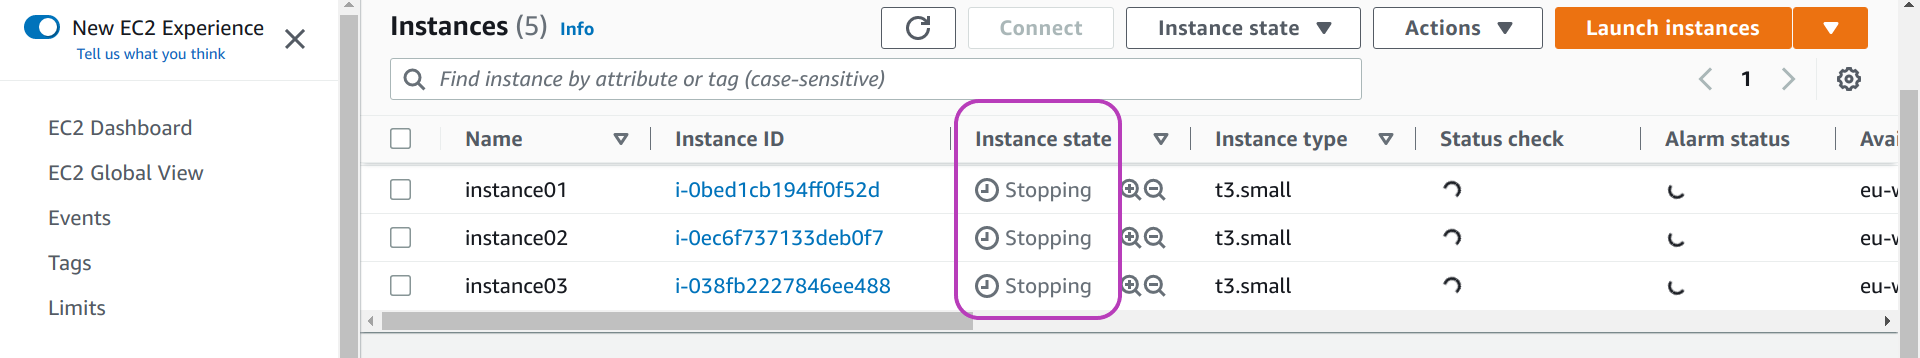 New EC2 Experience
Tell us what you think
EC2 Dashboard
EC2 Global View
Events
Tags
Limits
Instances (5) Info
Connect
Instance state
Actions
Launch instances
Find instance by attribute or tag (case-sensitive)
1
Name Instance ID Instance state Instance type Status check Alarm status Avai
instance01 i-0bed1cb194ff0f52d Stopping t3.small eu-w
instance02 i-0ec6f737133deb0f7 Stopping t3.small eu-w
instance03 i-038fb2227846ee488 Stopping t3.small eu-w